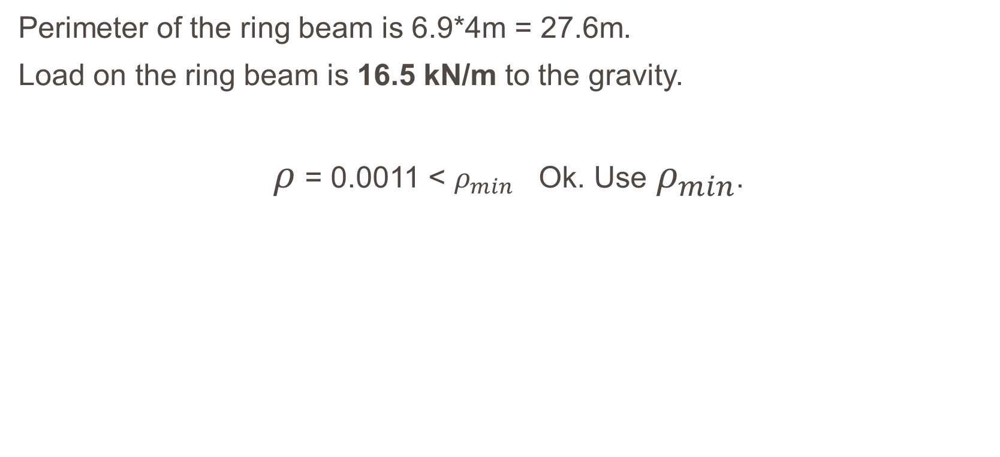 Perimeter of the ring beam is 6.9*4m = 27.6m.
Load on the ring beam is 16.5 kN/m to the gravity.
𝜌 = 0.0011 < 𝜌𝑚𝑖𝑛 Ok. Use 𝜌𝑚𝑖𝑛.